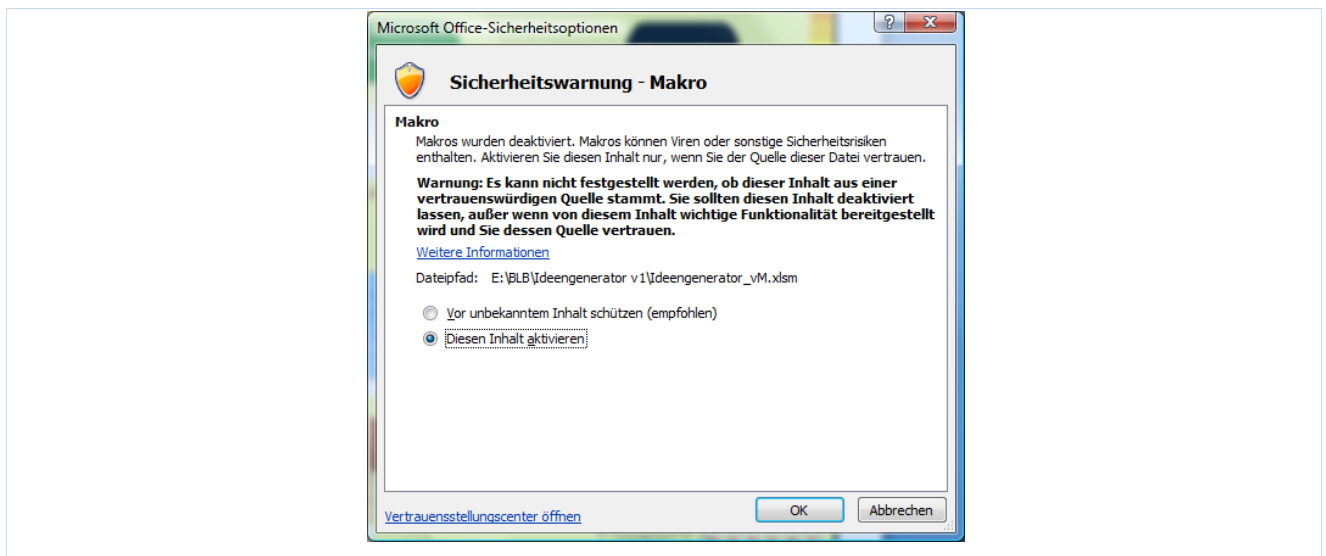 Microsoft Office-Sicherheitsoptionen
Sicherheitswarnung - Makro
Makro
Makros wurden deaktiviert. Makros können Viren oder sonstige Sicherheitsrisiken
enthalten. Aktivieren Sie diesen Inhalt nur, wenn Sie der Quelle dieser Datei vertrauen.
Warnung: Es kann nicht festgestellt werden, ob dieser Inhalt aus einer
vertrauenswürdigen Quelle stammt. Sie sollten diesen Inhalt deaktiviert
lassen, außer wenn von diesem Inhalt wichtige Funktionalität bereitgestellt
wird und Sie dessen Quelle vertrauen.
Weitere Informationen
Dateipfad: E:\BLB\Ideengenerator v1\Ideengenerator_vM.xlsm
Vor unbekanntem Inhalt schützen (empfohlen)
Diesen Inhalt aktivieren
Vertrauensstellungscenter öffnen
OK
Abbrechen